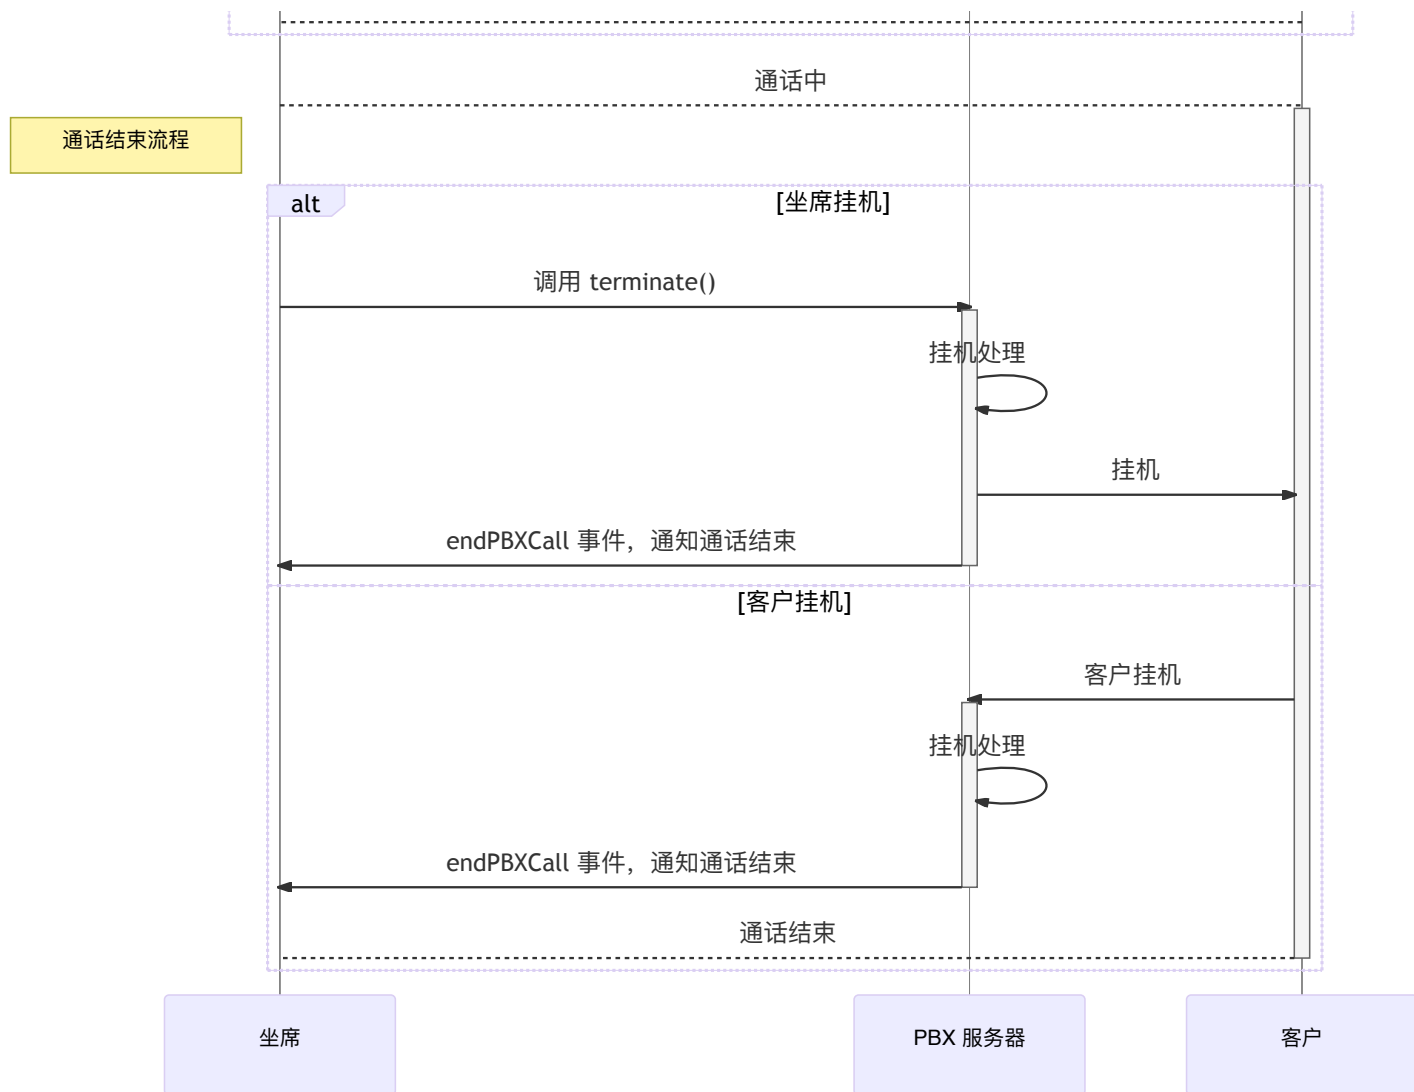 通话中
通话结束流程
alt
[坐席挂机]
调用 terminate()
挂机处理
挂机
endPBXCall 事件，通知通话结束
[客户挂机]
客户挂机
挂机处理
endPBXCall 事件，通知通话结束
通话结束
坐席
PBX 服务器
客户